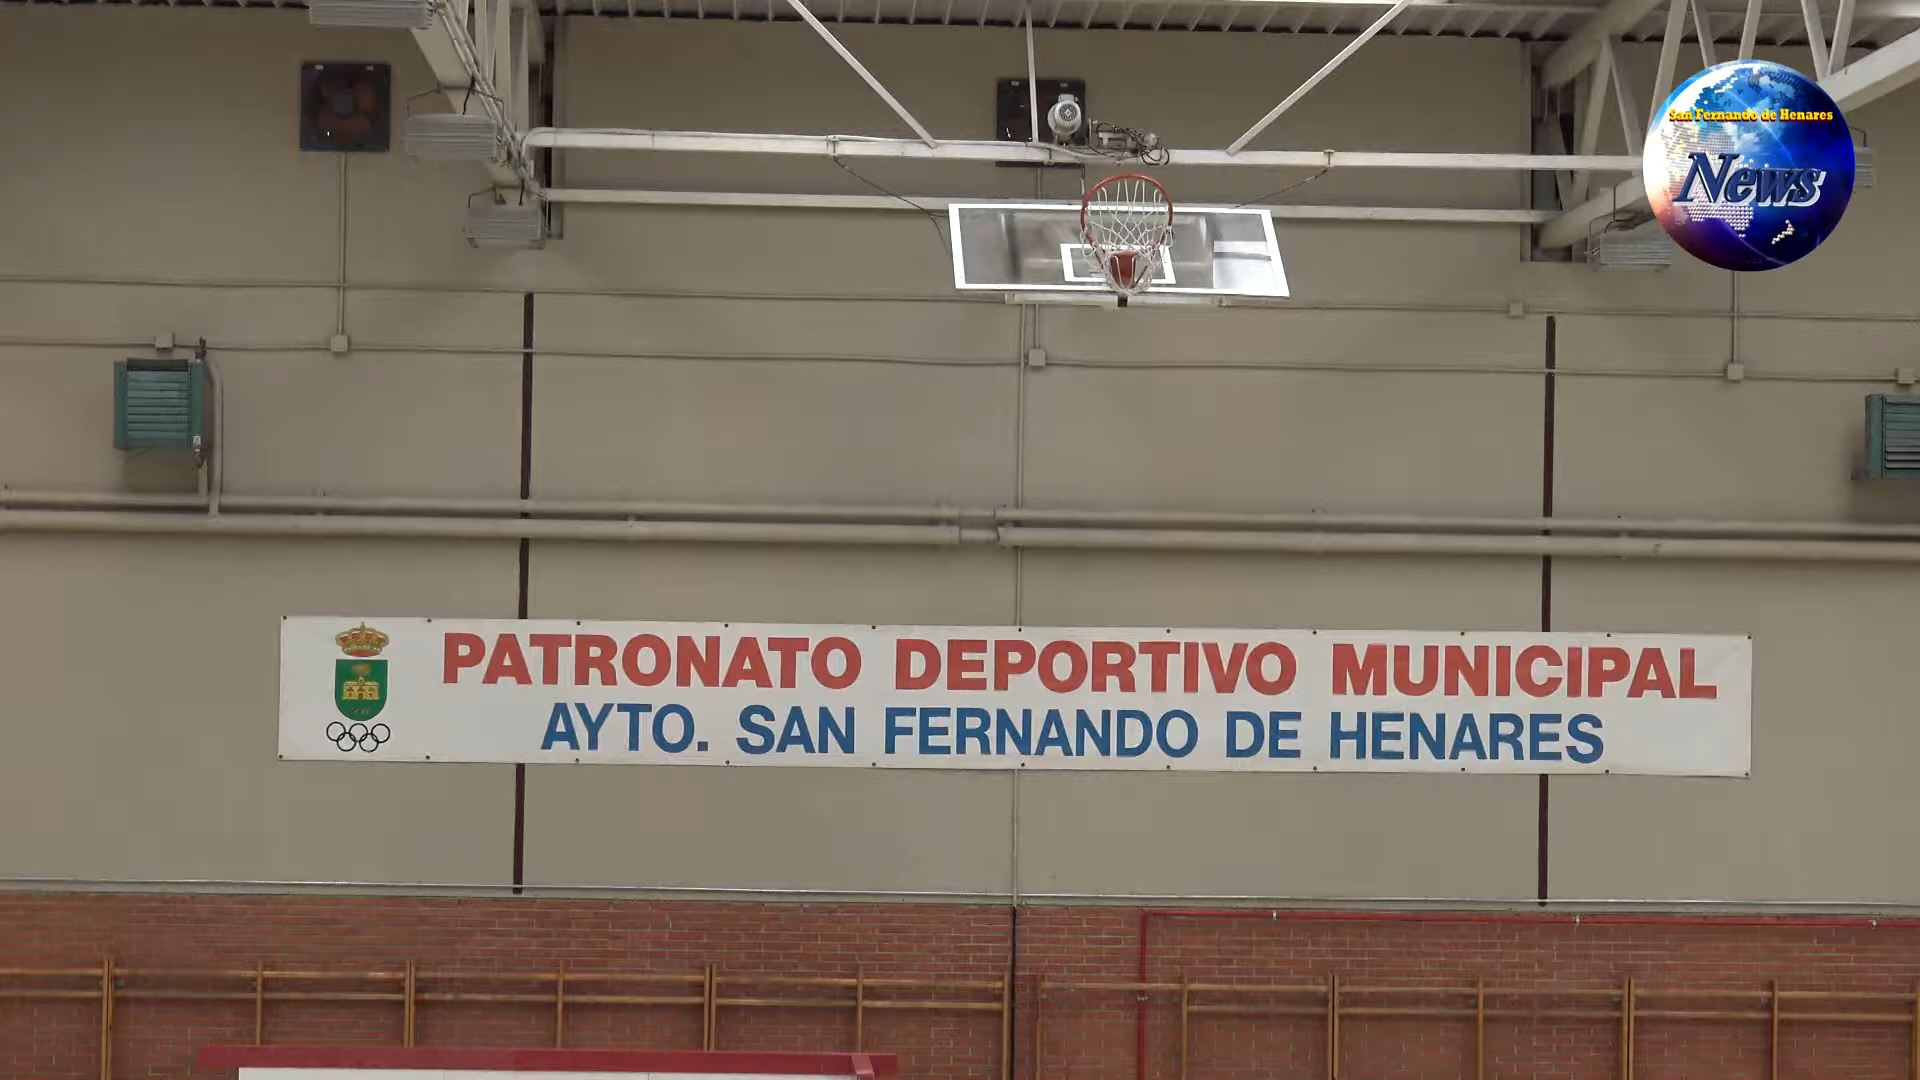 San Fernando de Henares
News
PATRONATO DEPORTIVO MUNICIPAL
AYTO. SAN FERNANDO DE HENARES